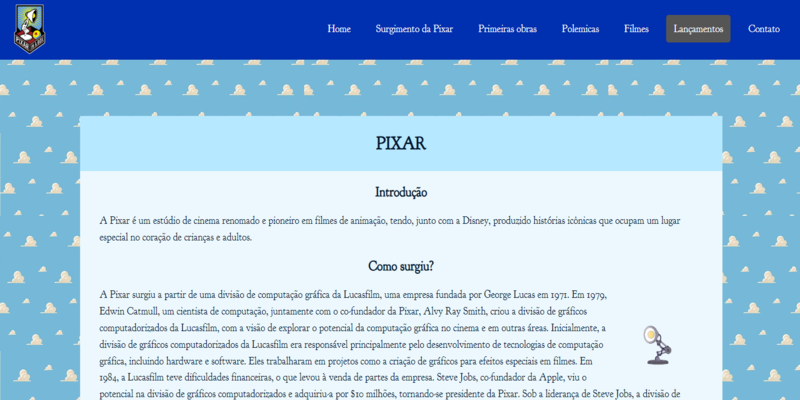 Home Surgimento da Pixar Primeiras obras Polemicas Filmes Lançamentos Contato
PIXAR
Introdução
A Pixar é um estúdio de cinema renomado e pioneiro em filmes de animação, tendo, junto com a Disney, produzido histórias icônicas que ocupam um lugar
especial no coração de crianças e adultos.
Como surgiu?
A Pixar surgiu a partir de uma divisão de computação gráfica da Lucasfilm, uma empresa fundada por George Lucas em 1971. Em 1979,
Edwin Catmull, um cientista de computação, juntamente com o co-fundador da Pixar, Alvy Ray Smith, criou a divisão de gráficos
computadorizados da Lucasfilm, com a visão de explorar o potencial da computação gráfica no cinema e em outras áreas. Inicialmente, a
divisão de gráficos computadorizados da Lucasfilm era responsável principalmente pelo desenvolvimento de tecnologias de computação
gráfica, incluindo hardware e software. Eles trabalharam em projetos como a criação de gráficos para efeitos especiais em filmes. Em
1984, a Lucasfilm teve dificuldades financeiras, o que levou à venda de partes da empresa. Steve Jobs, co-fundador da Apple, viu o
potencial na divisão de gráficos computadorizados e adquiriu-a por $10 milhões, tornando-se presidente da Pixar. Sob a liderança de Steve Jobs, a divisão de